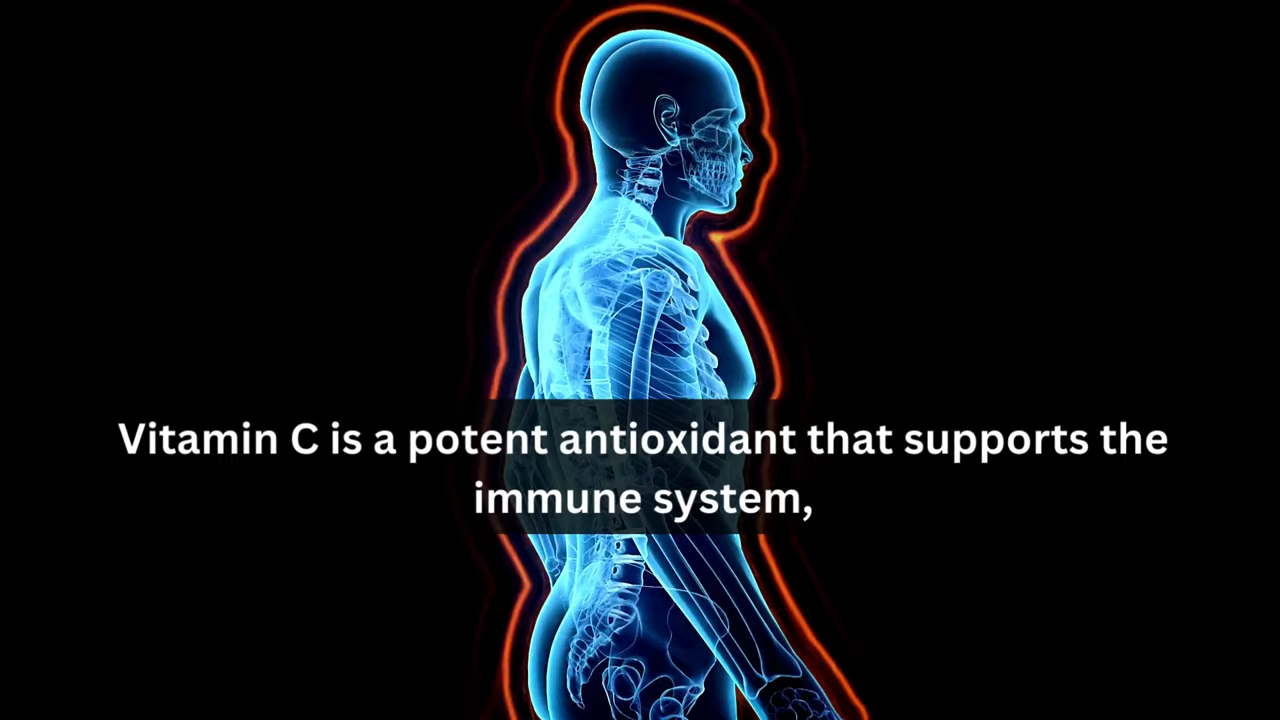 Vitamin C is a potent antioxidant that supports the
immune system,